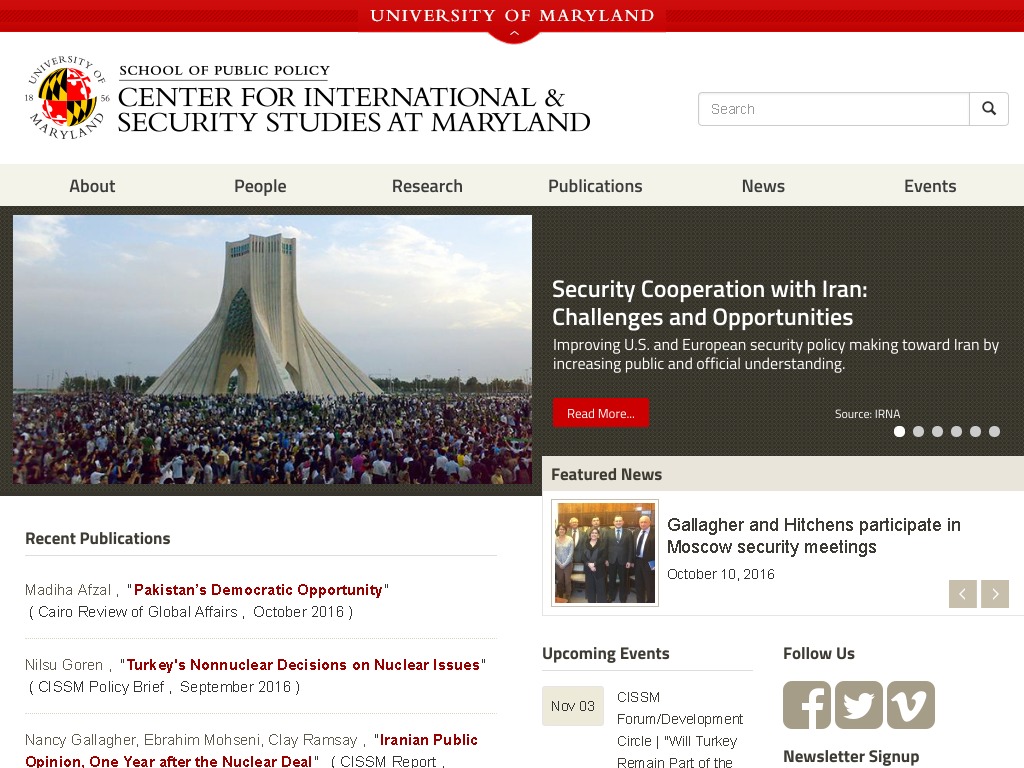 UNIVERSITY OF MARYLAND
UNIVERSITY OF
18 56
MARYLAND
SCHOOL OF PUBLIC POLICY
CENTER FOR INTERNATIONAL &
SECURITY STUDIES AT MARYLAND
Search
About People Research Publications News Events
Security Cooperation with Iran:
Challenges and Opportunities
Improving U.S. and European security policy making toward Iran by
increasing public and official understanding.
Read More...
Source: IRNA
Featured News
Gallagher and Hitchens participate in
Moscow security meetings
October 10, 2016
Recent Publications
Madiha Afzal , "Pakistan's Democratic Opportunity"
( Cairo Review of Global Affairs , October 2016 )
Nilsu Goren , "Turkey's Nonnuclear Decisions on Nuclear Issues"
( CISSM Policy Brief , September 2016 )
Nancy Gallagher, Ebrahim Mohseni, Clay Ramsay , "Iranian Public
Opinion, One Year after the Nuclear Deal" ( CISSM Report ,
Upcoming Events
Nov 03
CISSM
Forum/Development
Circle | "Will Turkey
Remain Part of the
Follow Us
Newsletter Signup